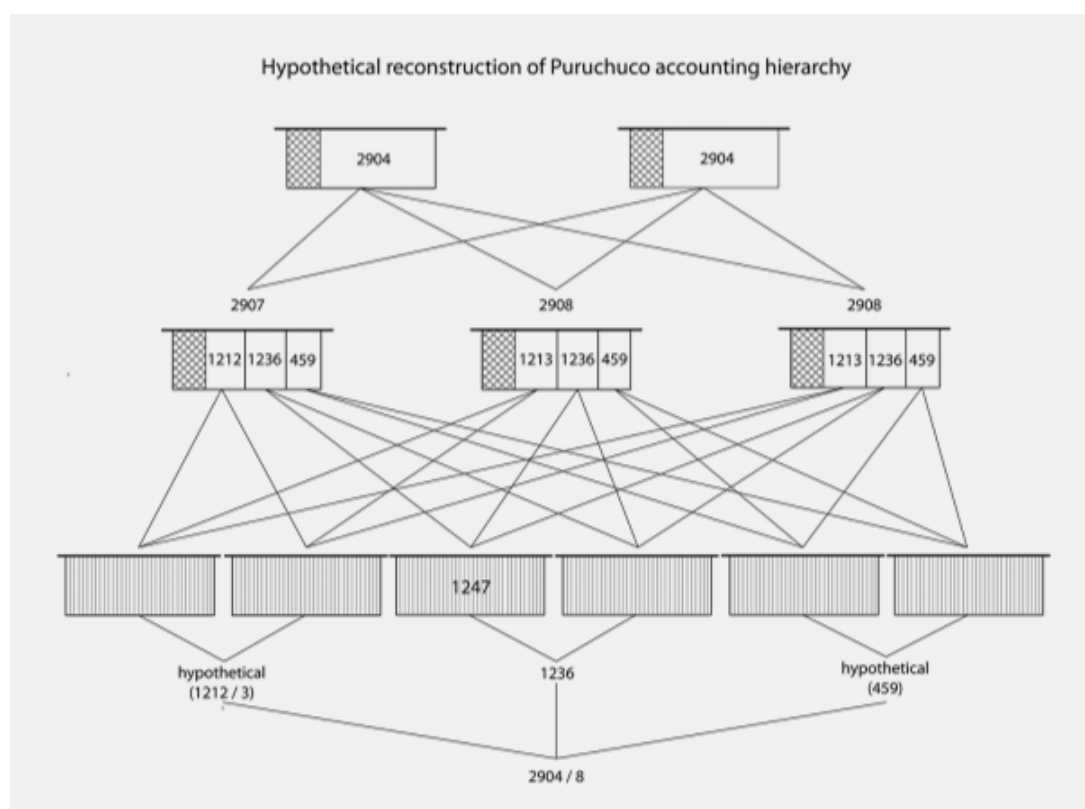 Hypothetical reconstruction of Puruchuco accounting hierarchy
2904 2904
2907 2908 2908
1212 1236 459 1213 1236 459 1213 1236 459
1247
hypothetical
(1212 / 3)
1236
hypothetical
(459)
2904 / 8